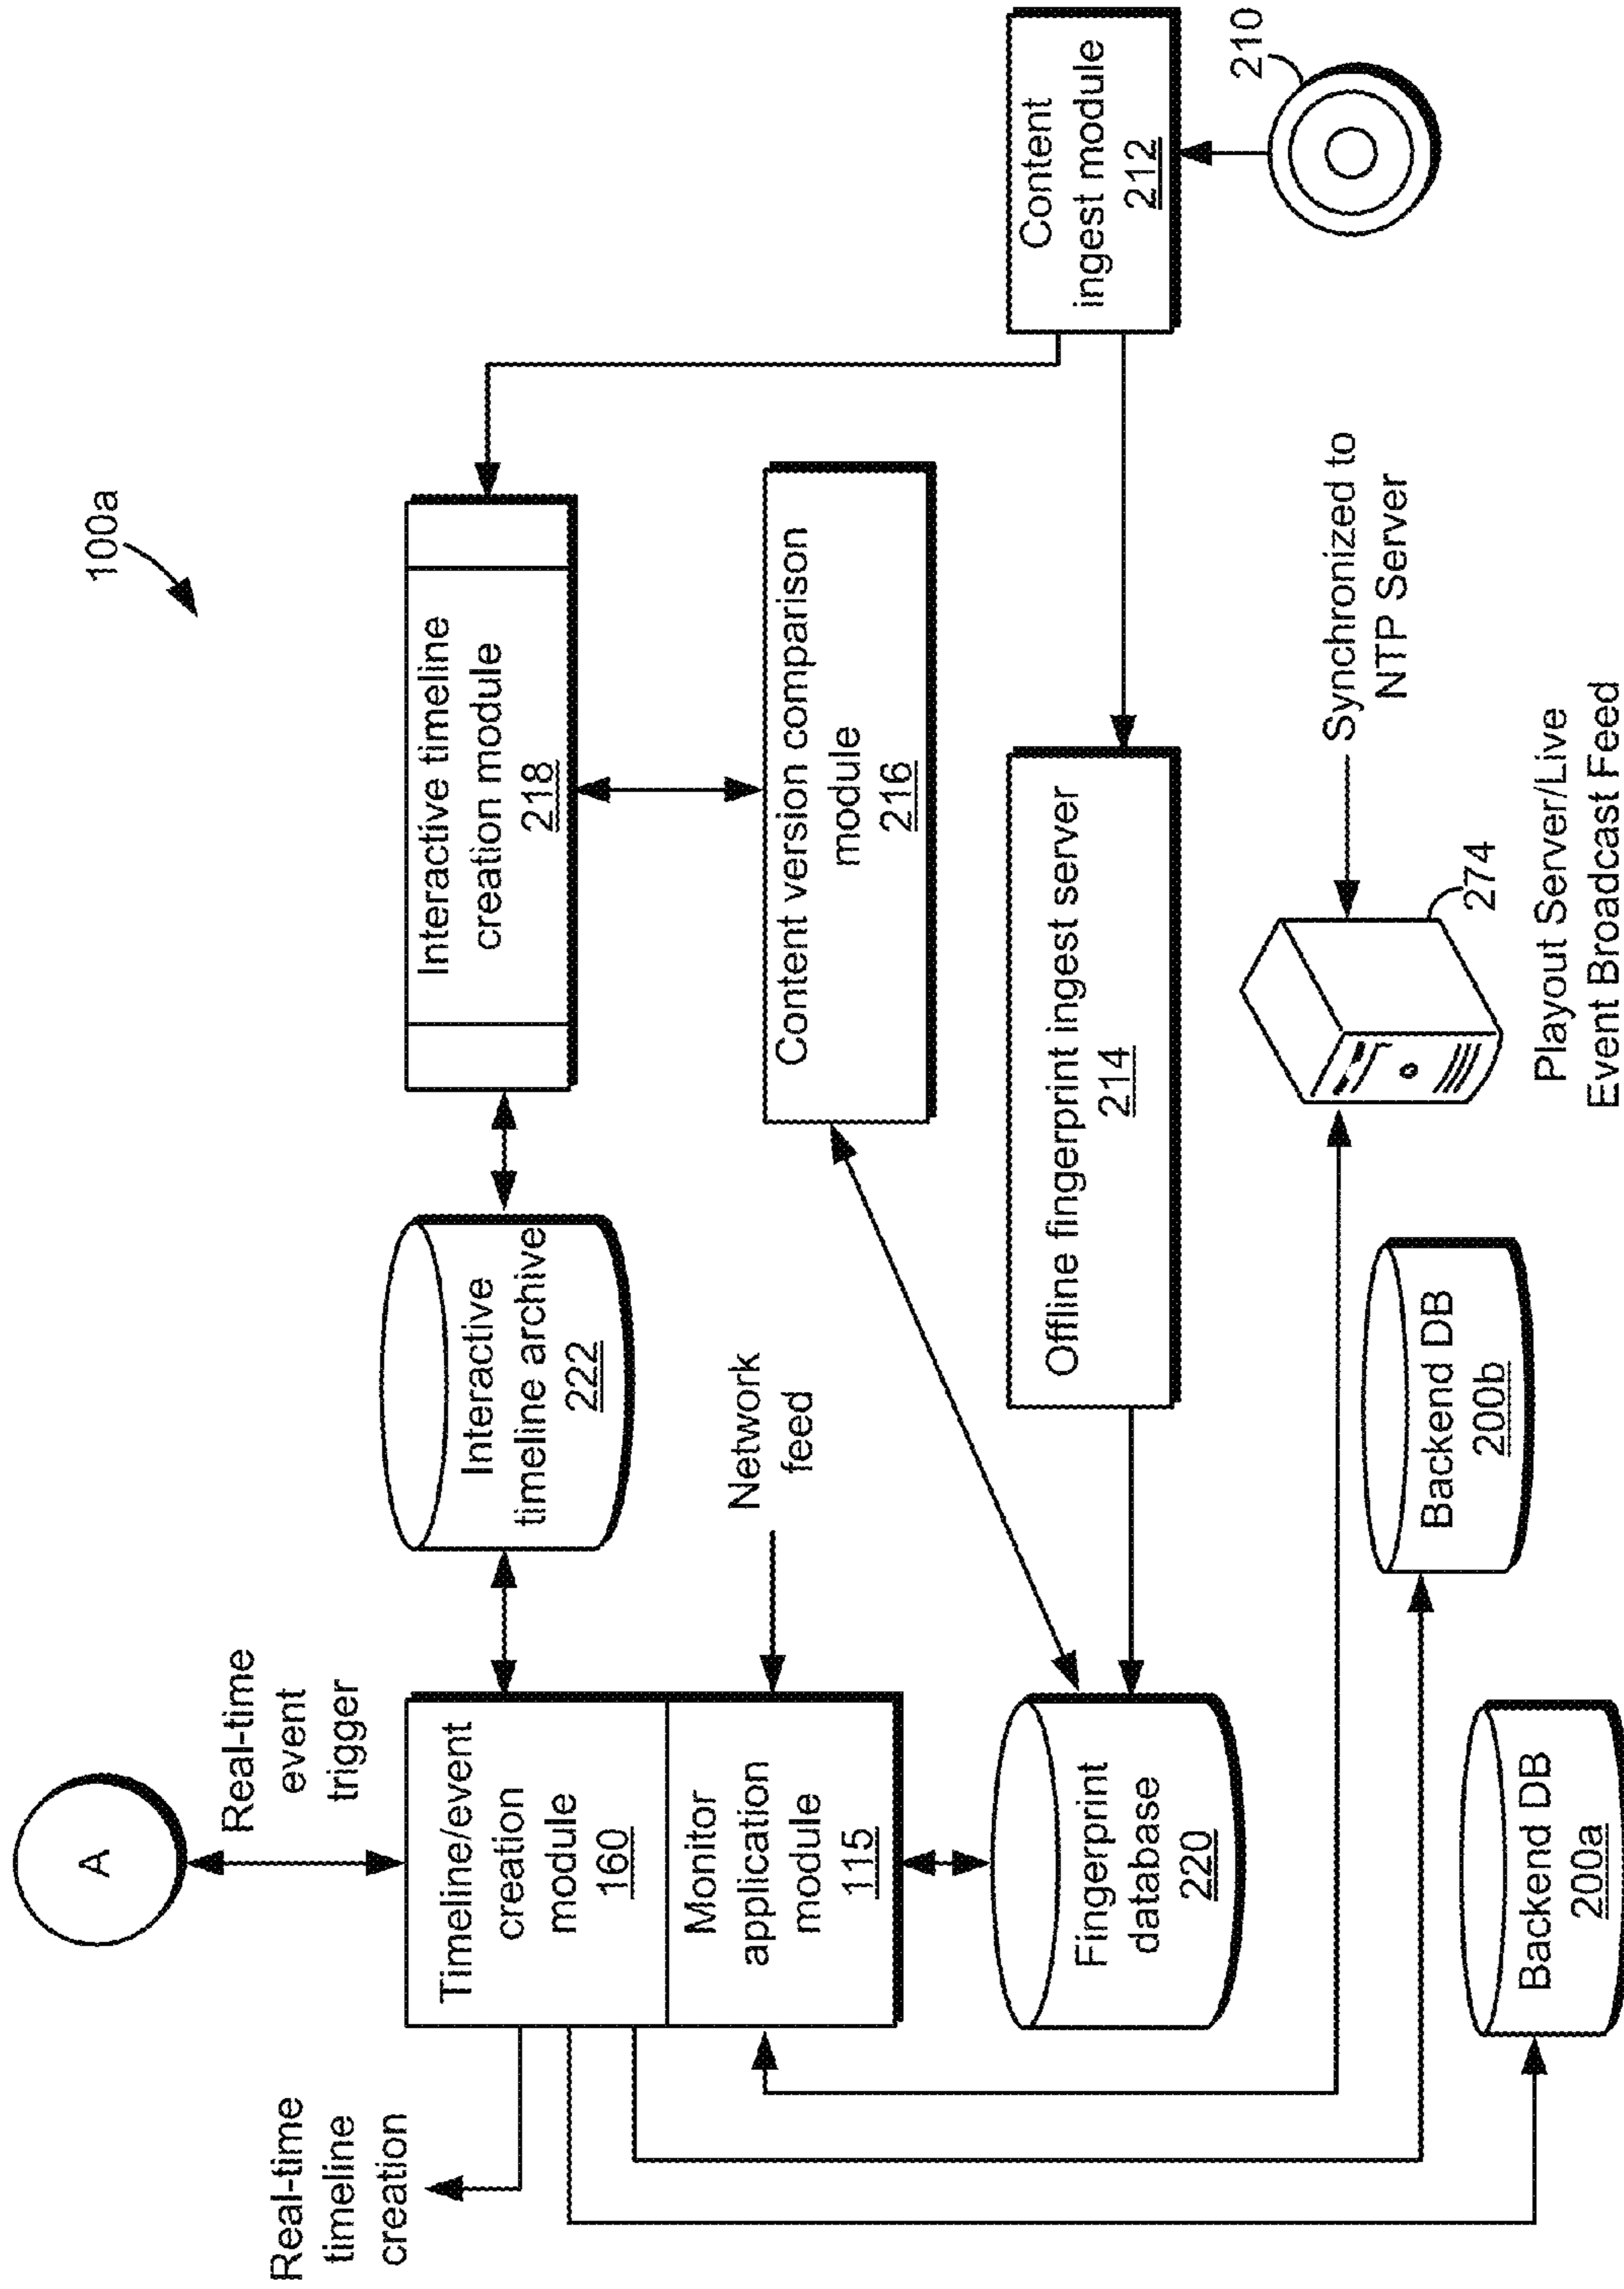 100a
A
Real-time
event
trigger
Real-time
timeline
creation
Timeline/event
creation
module
160
Monitor
application
module
115
Network
feed
Interactive
timeline archive
222
Interactive timeline
creation module
218
Content version comparison
module
216
Content
ingest module
212
210
Offline fingerprint ingest server
214
Fingerprint
database
220
Synchronized to
NTP Server
274
Playout Server/Live
Event Broadcast Feed
Backend DB
200b
Backend DB
200a